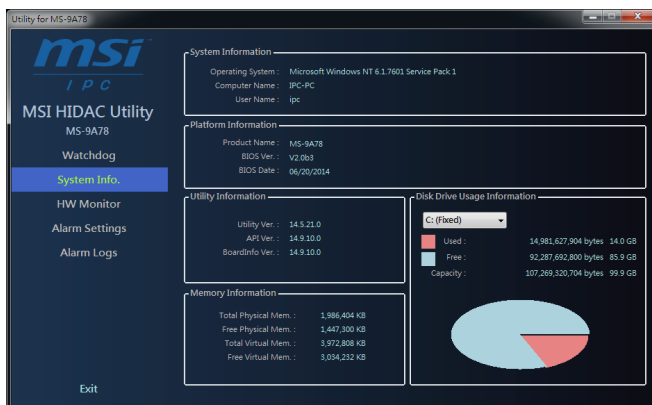 Utility for MS-9A78
msi
IPC
MSI HIDAC Utility
MS-9A78
Watchdog
System Info.
HW Monitor
Alarm Settings
Alarm Logs
Exit
System Information
Operating System : Microsoft Windows NT 6.1.7601 Service Pack 1
Computer Name : IPC-PC
User Name : ipc
Platform Information
Product Name : MS-9A78
BIOS Ver. : V2.0b3
BIOS Date : 06/20/2014
Utility Information
Utility Ver. : 14.5.21.0
API Ver. : 14.9.10.0
BoardInfo Ver. : 14.9.10.0
Memory Information
Total Physical Mem. : 1,986,404 KB
Free Physical Mem. : 1,447,300 KB
Total Virtual Mem. : 3,972,808 KB
Free Virtual Mem. : 3,034,232 KB
Disk Drive Usage Information
C: (Fixed)
Used : 14,981,627,904 bytes 14.0 GB
Free : 92,287,692,800 bytes 85.9 GB
Capacity : 107,269,320,704 bytes 99.9 GB